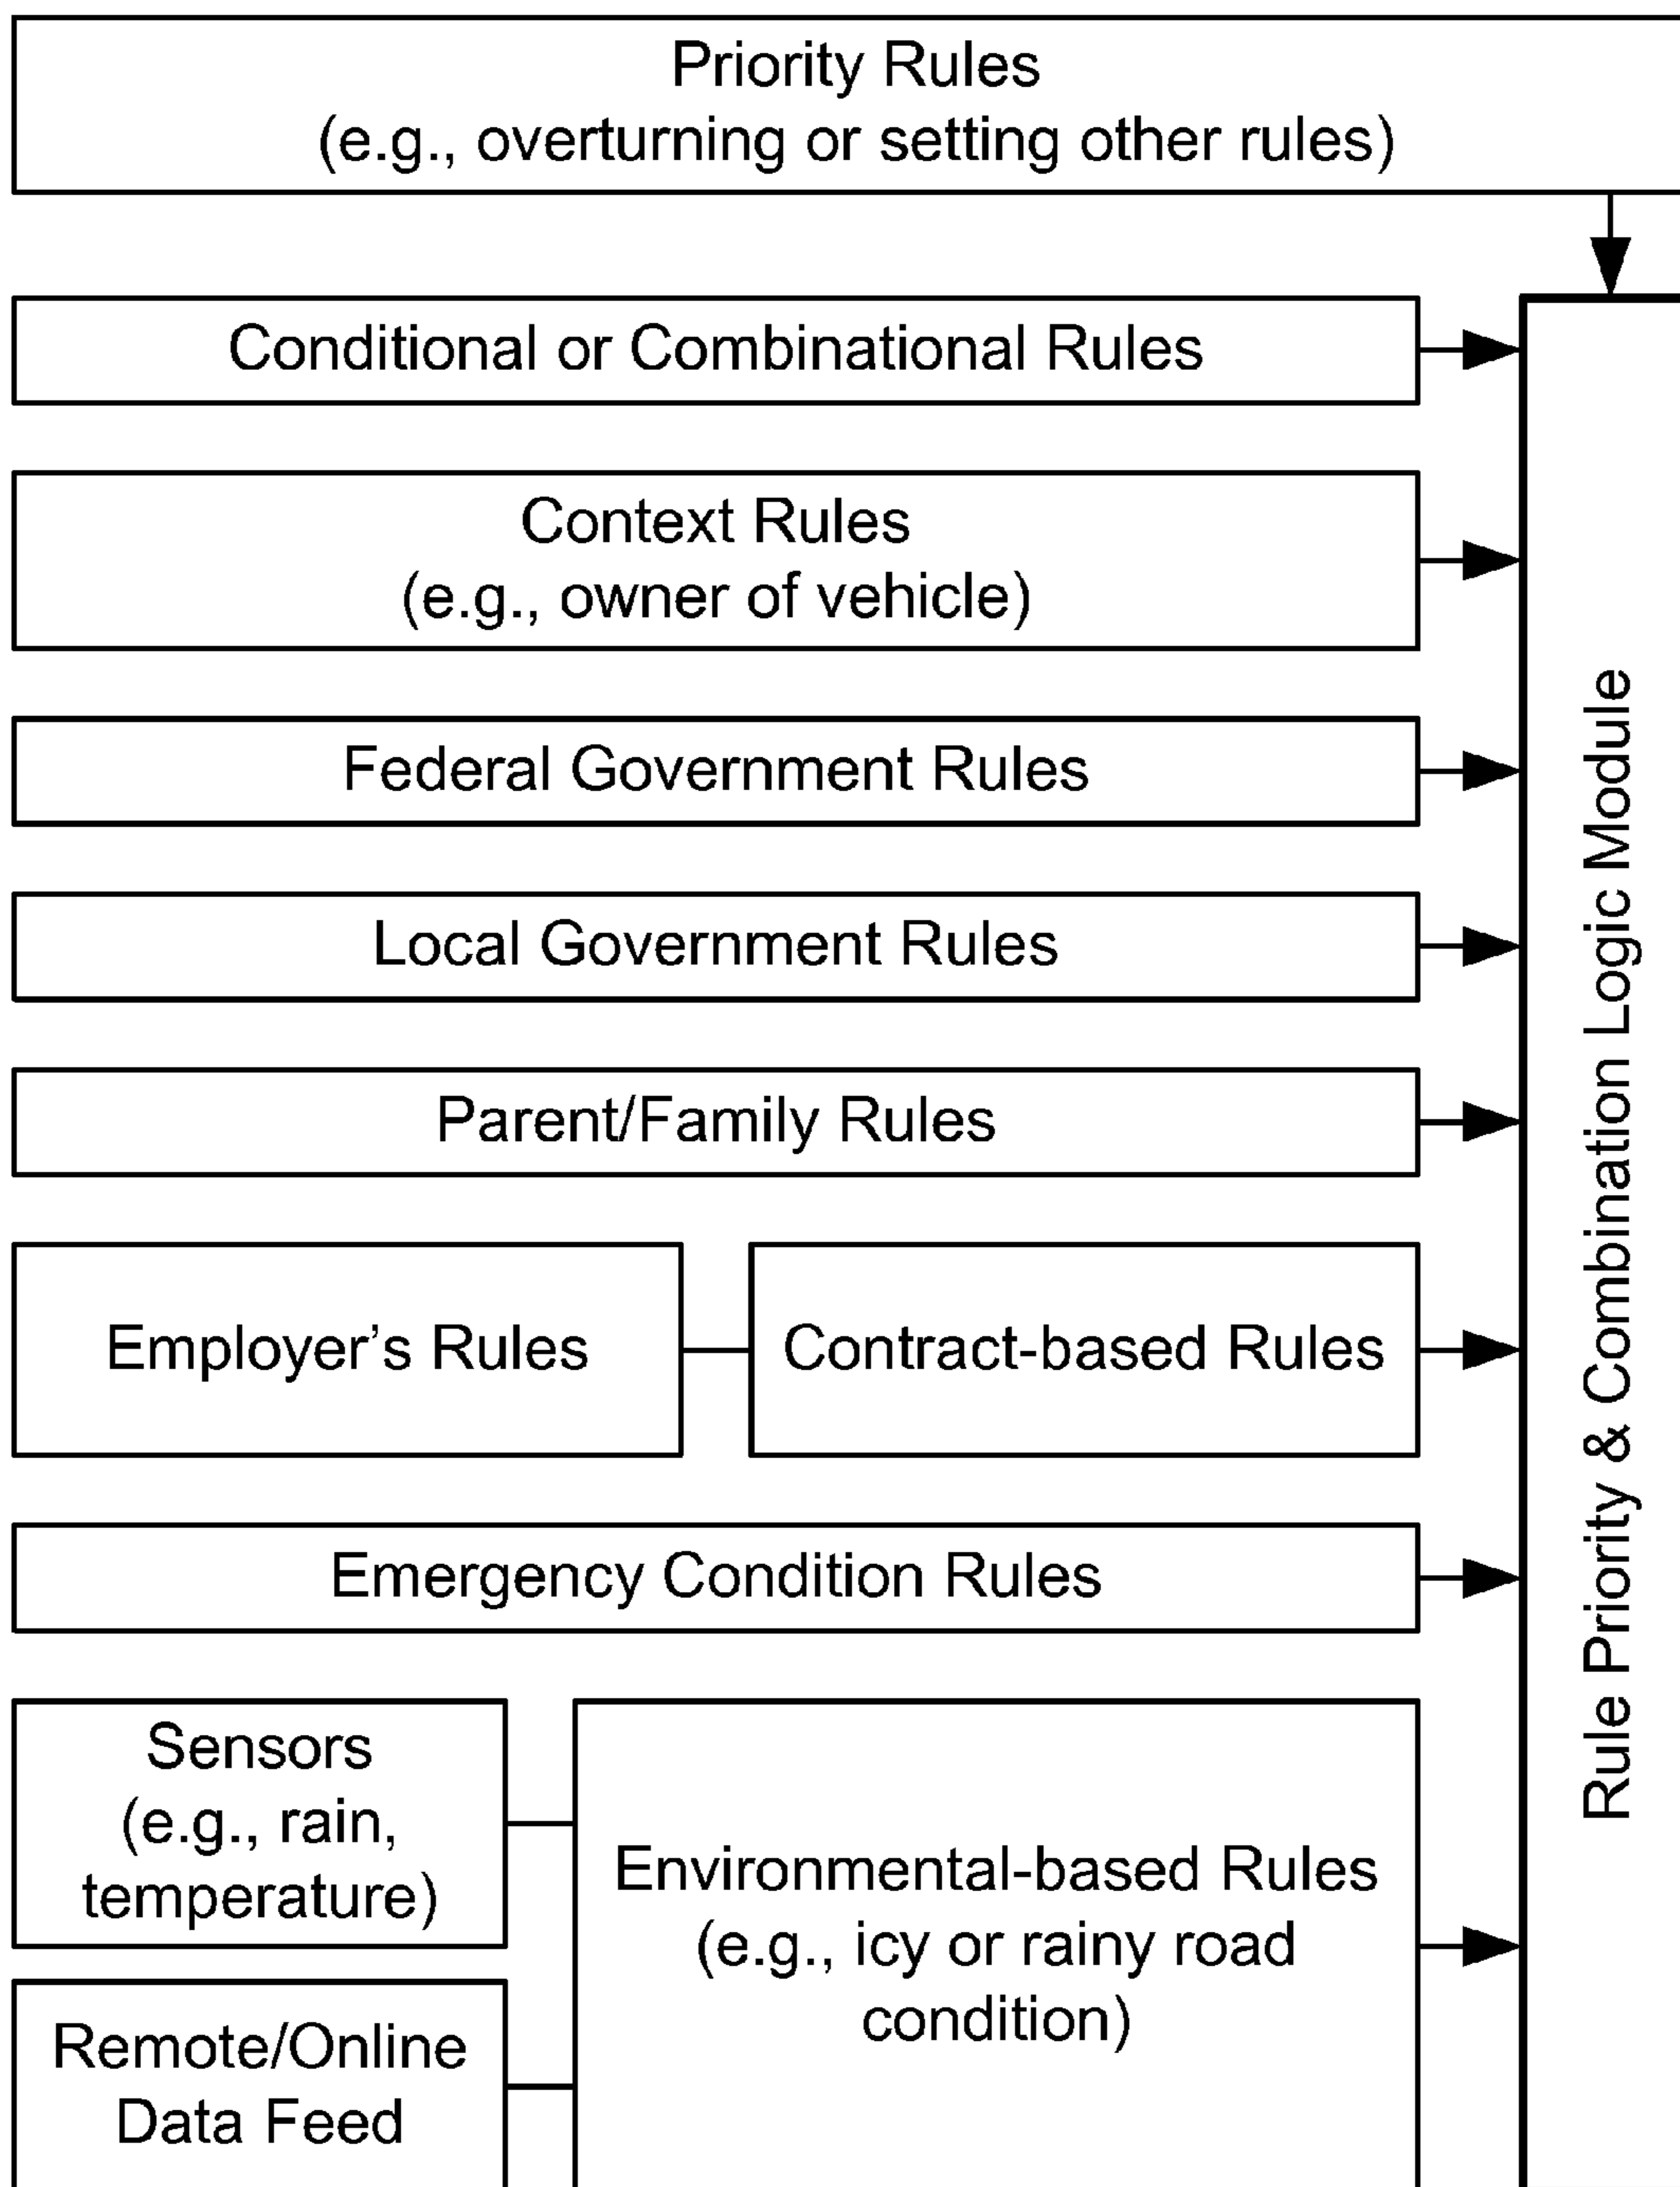 Priority Rules
(e.g., overturning or setting other rules)
Conditional or Combinational Rules
Context Rules
(e.g., owner of vehicle)
Federal Government Rules
Local Government Rules
Parent/Family Rules
Employer’s Rules
Contract-based Rules
Emergency Condition Rules
Sensors
(e.g., rain,
temperature)
Remote/Online
Data Feed
Environmental-based Rules
(e.g., icy or rainy road
condition)
Rule Priority & Combination Logic Module